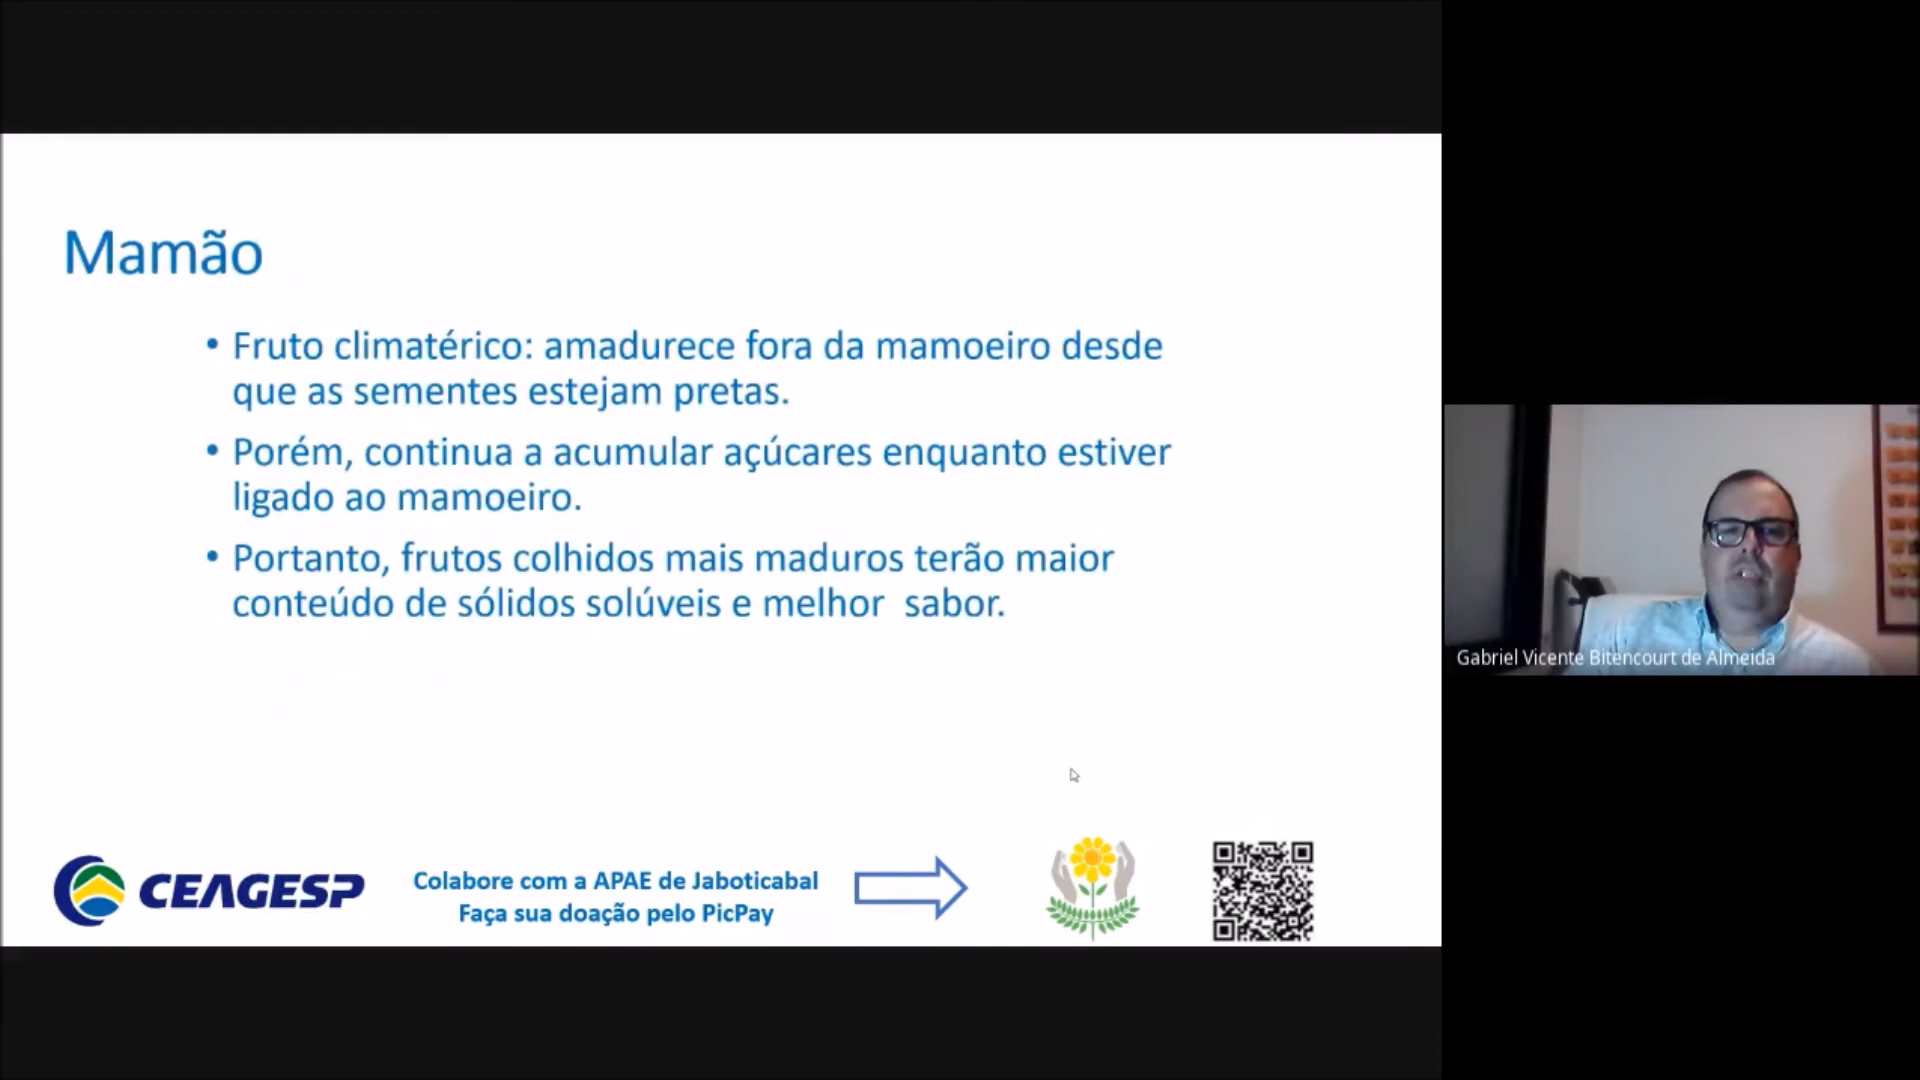 Mamão
• Fruto climatérico: amadurece fora da mamoeiro desde
que as sementes estejam pretas.
• Porém, continua a acumular açúcares enquanto estiver
ligado ao mamoeiro.
• Portanto, frutos colhidos mais maduros terão maior
conteúdo de sólidos solúveis e melhor  sabor.
CEAGESP
Colabore com a APAE de Jaboticabal
Faça sua doação pelo PicPay
Gabriel Vicente Bitencourt de Almeida